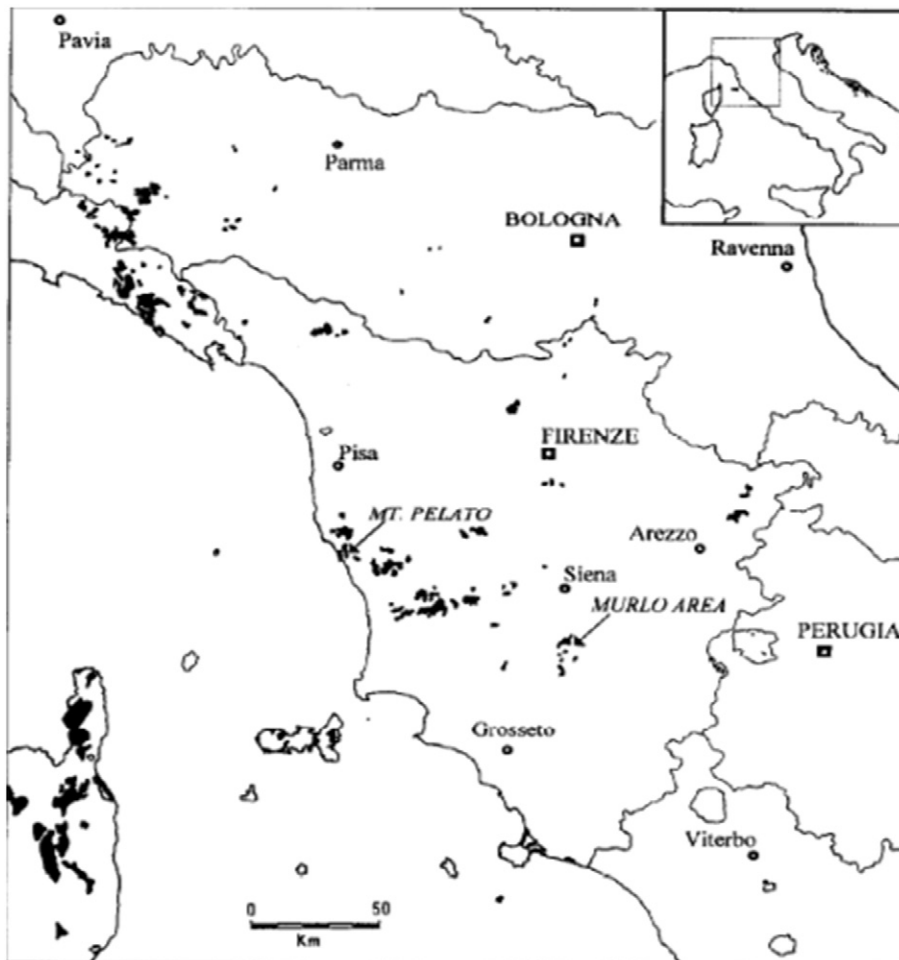 Pavia
Parma
BOLOGNA
Ravenna
FIRENZE
Pisa
MT. PELATO
Arezzo
Siena
MURLO AREA
PERUGIA
Grosseto
Viterbo
0 50
Km